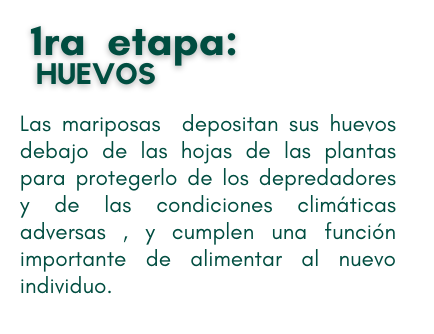 1ra etapa:
HUEVOS
Las mariposas depositan sus huevos
debajo de las hojas de las plantas
para protegerlo de los depredadores
y de las condiciones climáticas
adversas , y cumplen una función
importante de alimentar al nuevo
individuo.